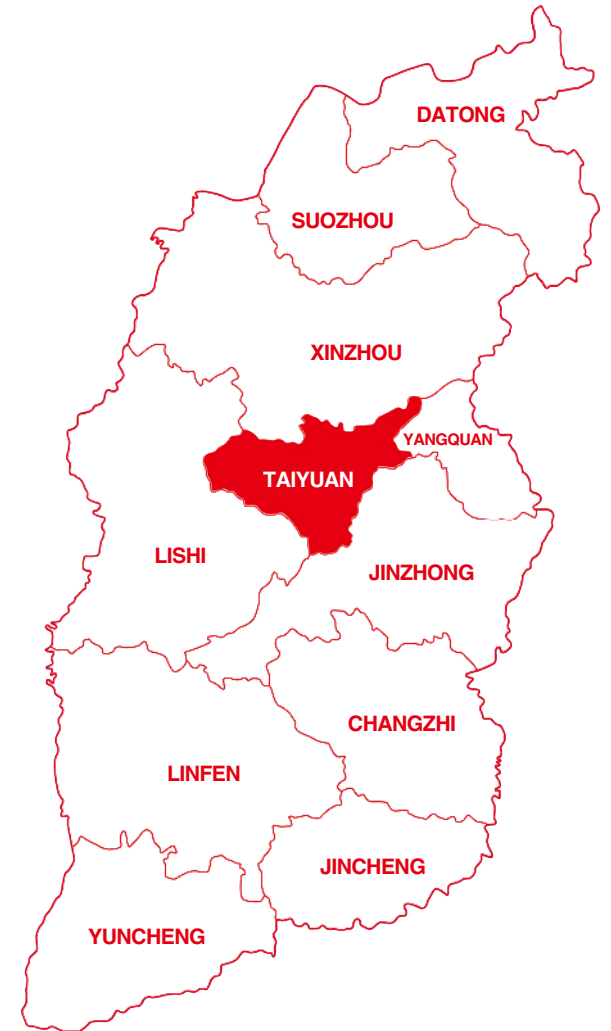 DATONG
SUOZHOU
XINZHOU
YANGQUAN
TAIYUAN
LISHI
JINZHONG
CHANGZHI
LINFEN
JINCHENG
YUNCHENG